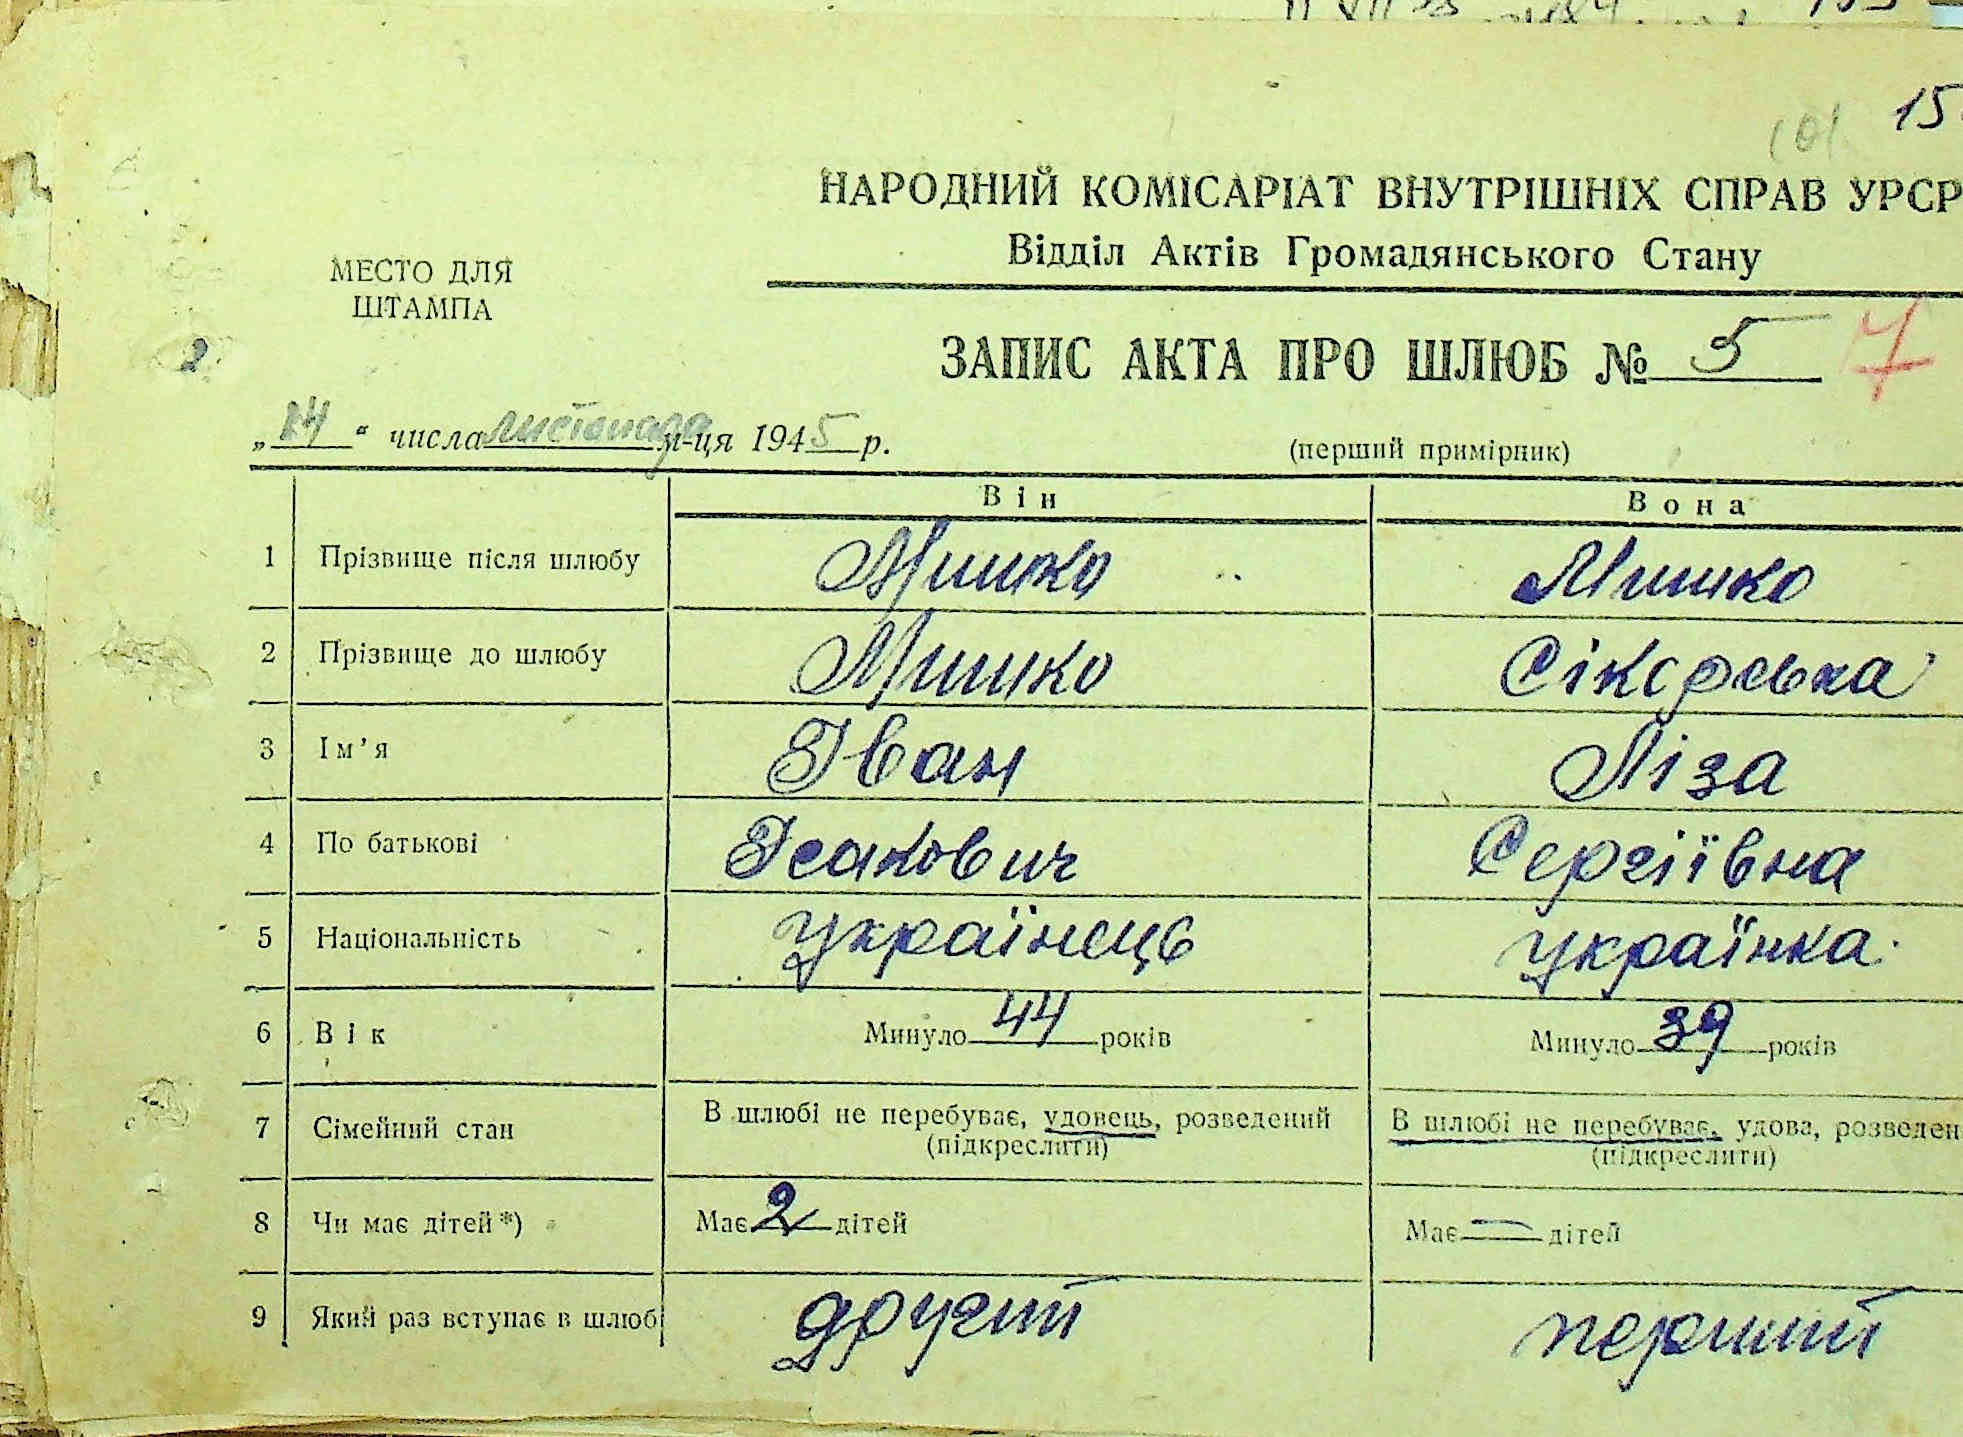 15
НАРОДНИЙ КОМІСАРІАТ ВНУТРІШНІХ СПРАВ УРСР
Відділ Актів Громадянського Стану
МЕСТО ДЛЯ
ШТАМПА
2
ЗАПИС АКТА ПРО ШЛЮБ № 5 7
„14“ числа листопада м-ця 1945 р.
(перший примірник)
Він Вона
1 Прізвище після шлюбу Мишко Мишко
2 Прізвище до шлюбу Мишко Сікорська
3 Ім'я Іван Ліза
4 По батькові Ісакович Сергіївна
5 Національність українець українка
6 Вік Минуло 44 років Минуло 39 років
7 Сімейний стан В шлюбі не перебуває, удовець, розведений В шлюбі не перебуває, удова, розведен
(підкреслити) (підкреслити)
8 Чи має дітей*) Має 2 дітей Має — дітей
9 Який раз вступає в шлюб другий перший